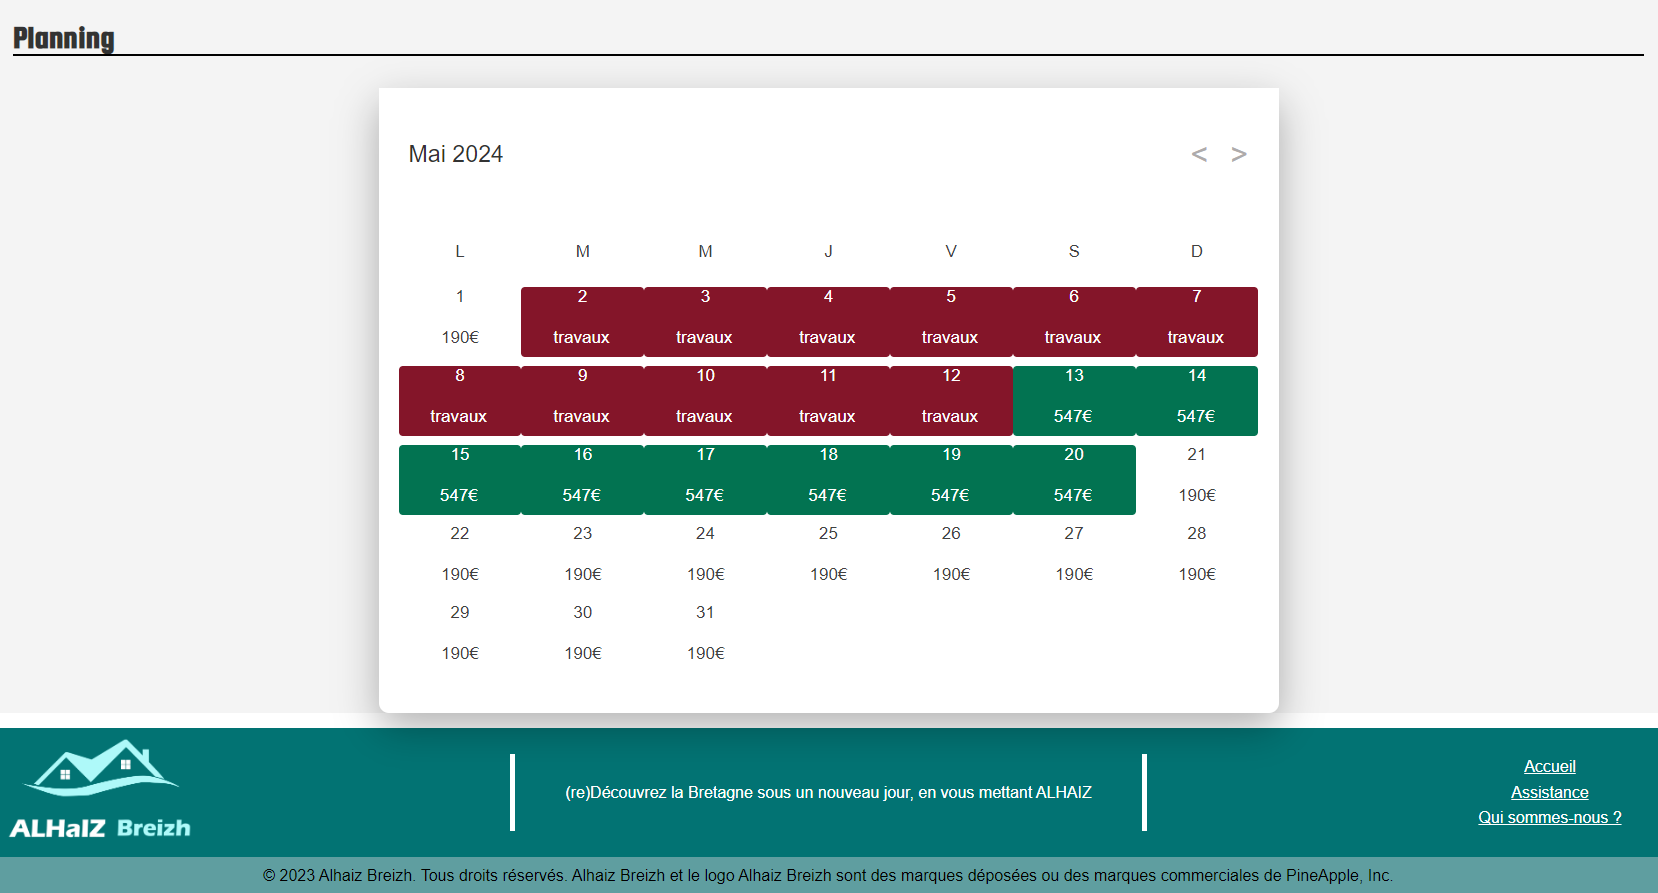 Planning
Mai 2024
< >
L M M J V S D
1 2 3 4 5 6 7
190€ travaux travaux travaux travaux travaux travaux
8 9 10 11 12 13 14
travaux travaux travaux travaux travaux 547€ 547€
15 16 17 18 19 20 21
547€ 547€ 547€ 547€ 547€ 547€ 190€
22 23 24 25 26 27 28
190€ 190€ 190€ 190€ 190€ 190€ 190€
29 30 31
190€ 190€ 190€
ALHaIZ Breizh
(re)Découvrez la Bretagne sous un nouveau jour, en vous mettant ALHAIZ
Accueil
Assistance
Qui sommes-nous ?
© 2023 Alhaiz Breizh. Tous droits réservés. Alhaiz Breizh et le logo Alhaiz Breizh sont des marques déposées ou des marques commerciales de PineApple, Inc.